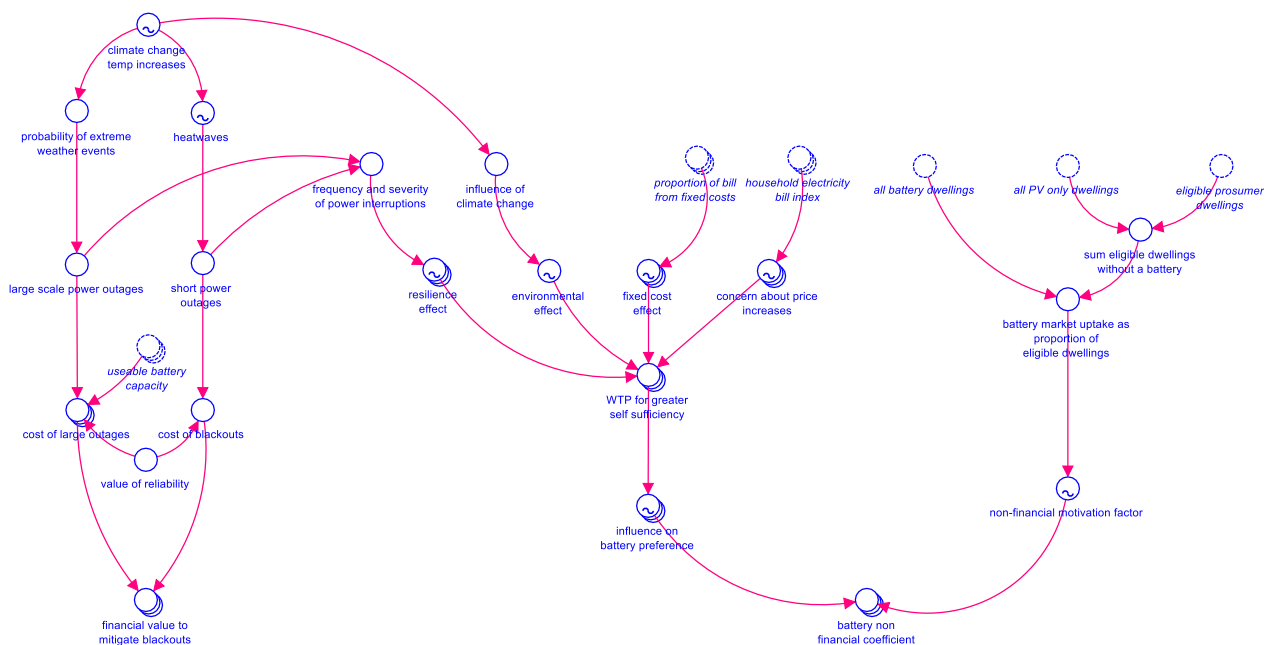 climate change
temp increases
probability of extreme
weather events
heatwaves
frequency and severity
of power interruptions
influence of
climate change
proportion of bill
from fixed costs
household electricity
bill index
all battery dwellings
all PV only dwellings
eligible prosumer
dwellings
sum eligible dwellings
without a battery
large scale power outages
short power
outages
resilience
effect
environmental
effect
fixed cost
effect
concern about price
increases
battery market uptake as
proportion of
eligible dwellings
useable battery
capacity
WTP for greater
self sufficiency
cost of large outages
cost of blackouts
value of reliability
non-financial motivation factor
influence on
battery preference
financial value to
mitigate blackouts
battery non
financial coefficient